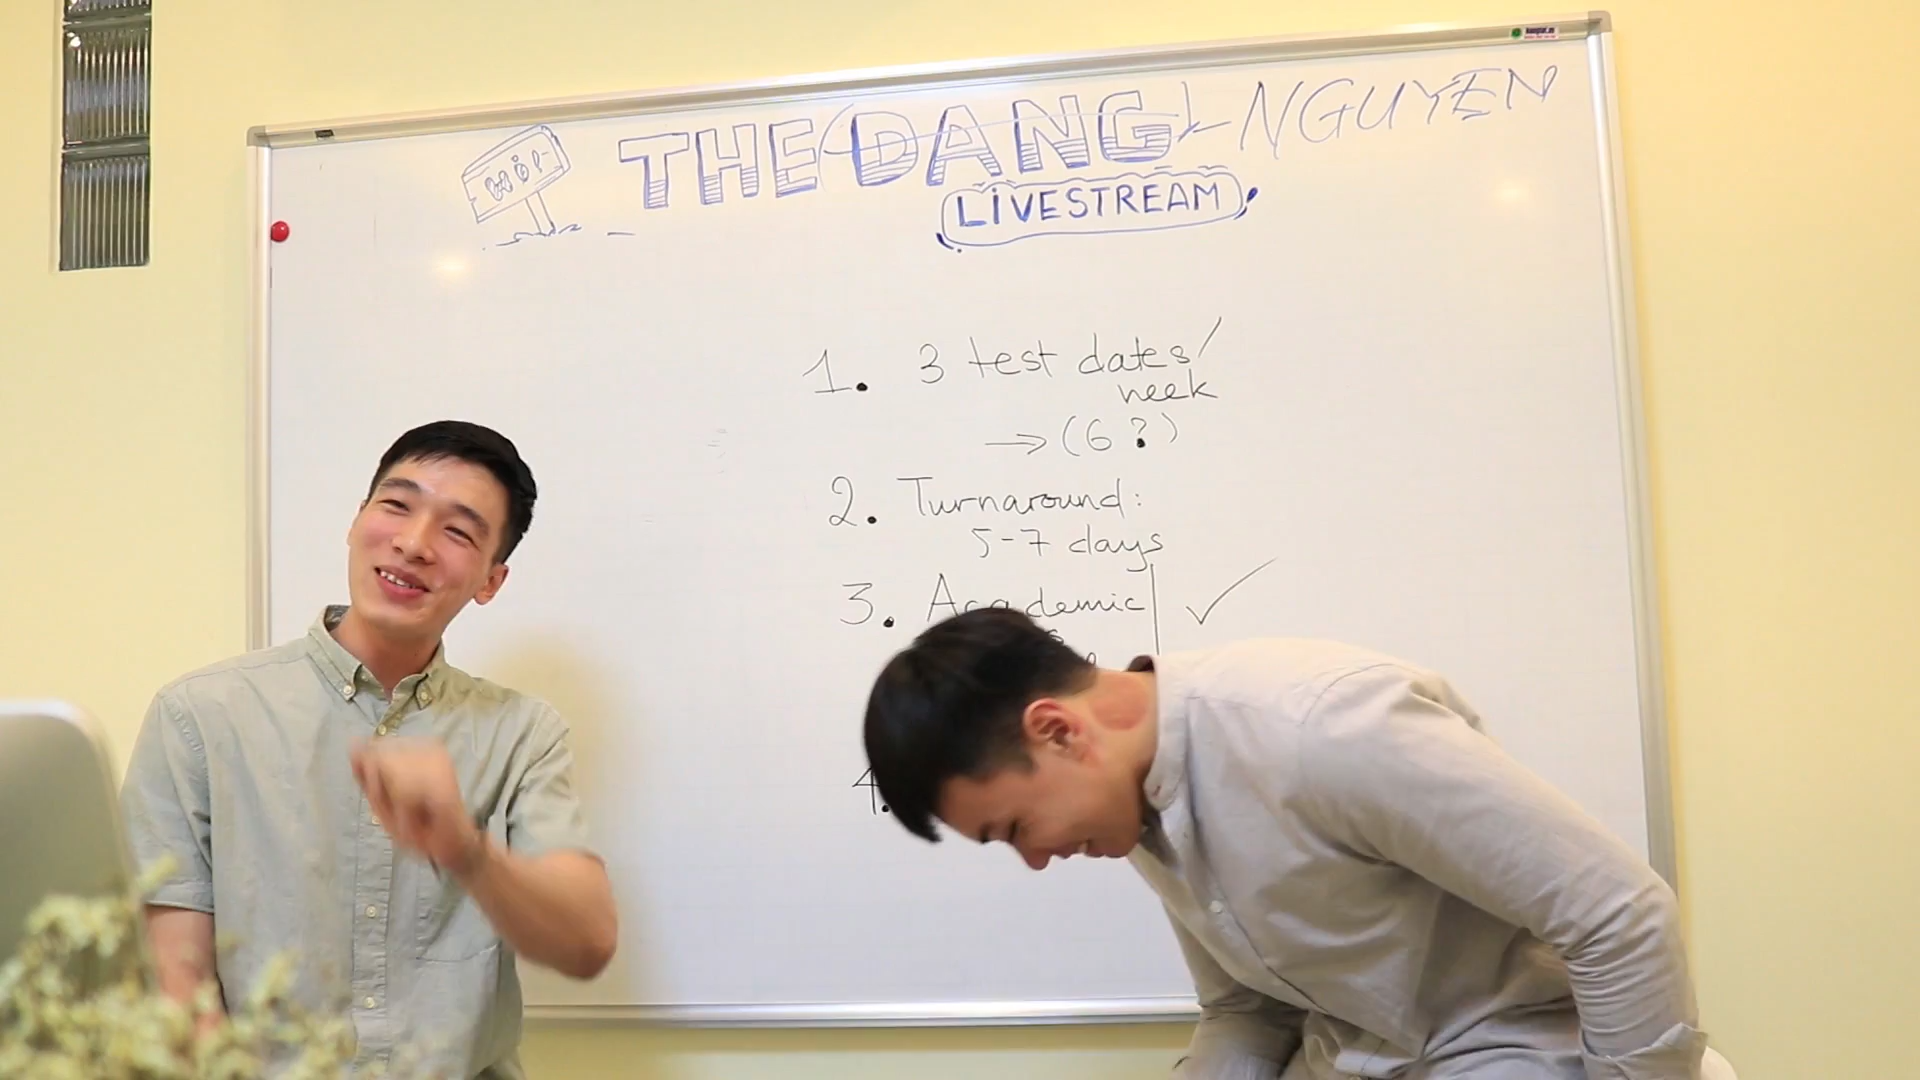 THE DANG - NGUYEN
LIVESTREAM
1. 3 test dates/
week
→ (6 ?)
2. Turnaround:
5-7 days
3. Academic ✓
4.